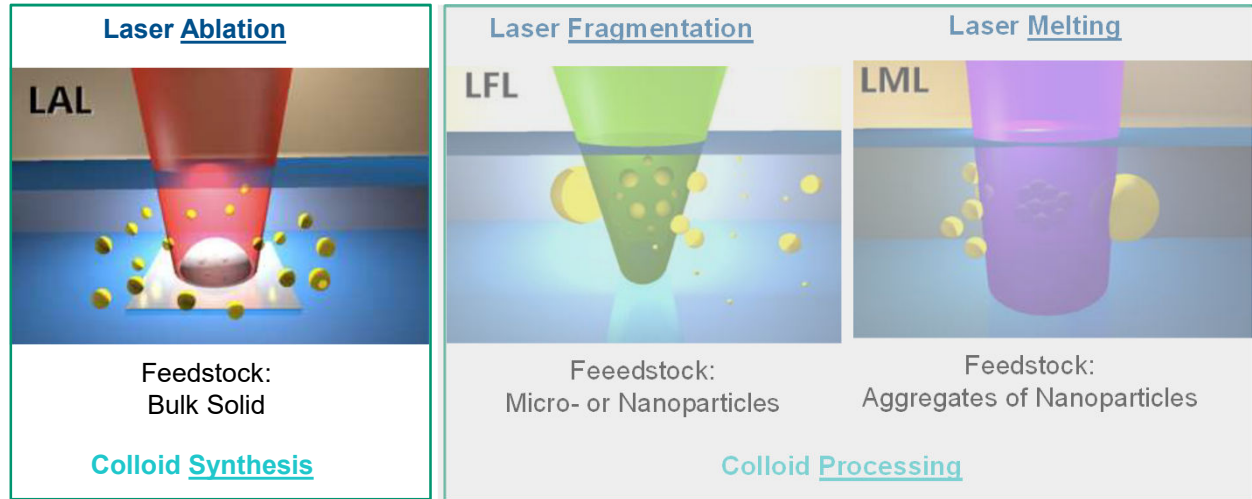 Laser Ablation
LAL
Feedstock:
Bulk Solid
Colloid Synthesis
Laser Fragmentation
LFL
Feeedstock:
Micro- or Nanoparticles
Laser Melting
LML
Feedstock:
Aggregates of Nanoparticles
Colloid Processing